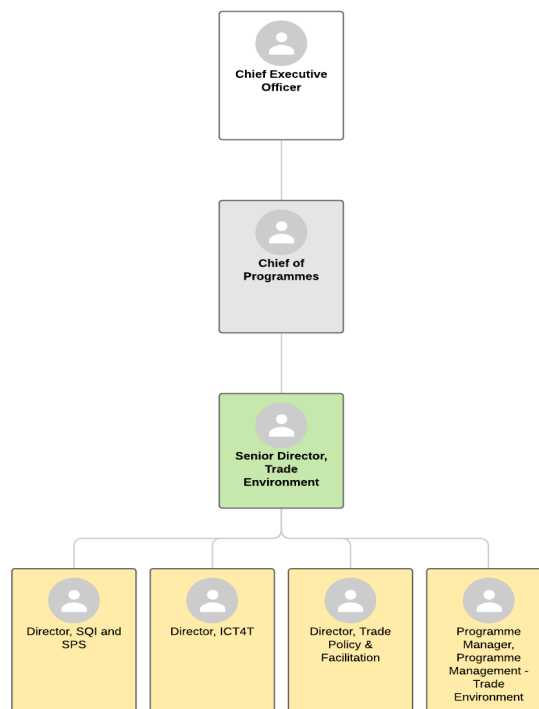 Chief Executive
Officer
Chief of
Programmes
Senior Director,
Trade
Environment
Director, SQI and
SPS
Director, ICT4T
Director, Trade
Policy &
Facilitation
Programme
Manager,
Programme
Management -
Trade
Environment